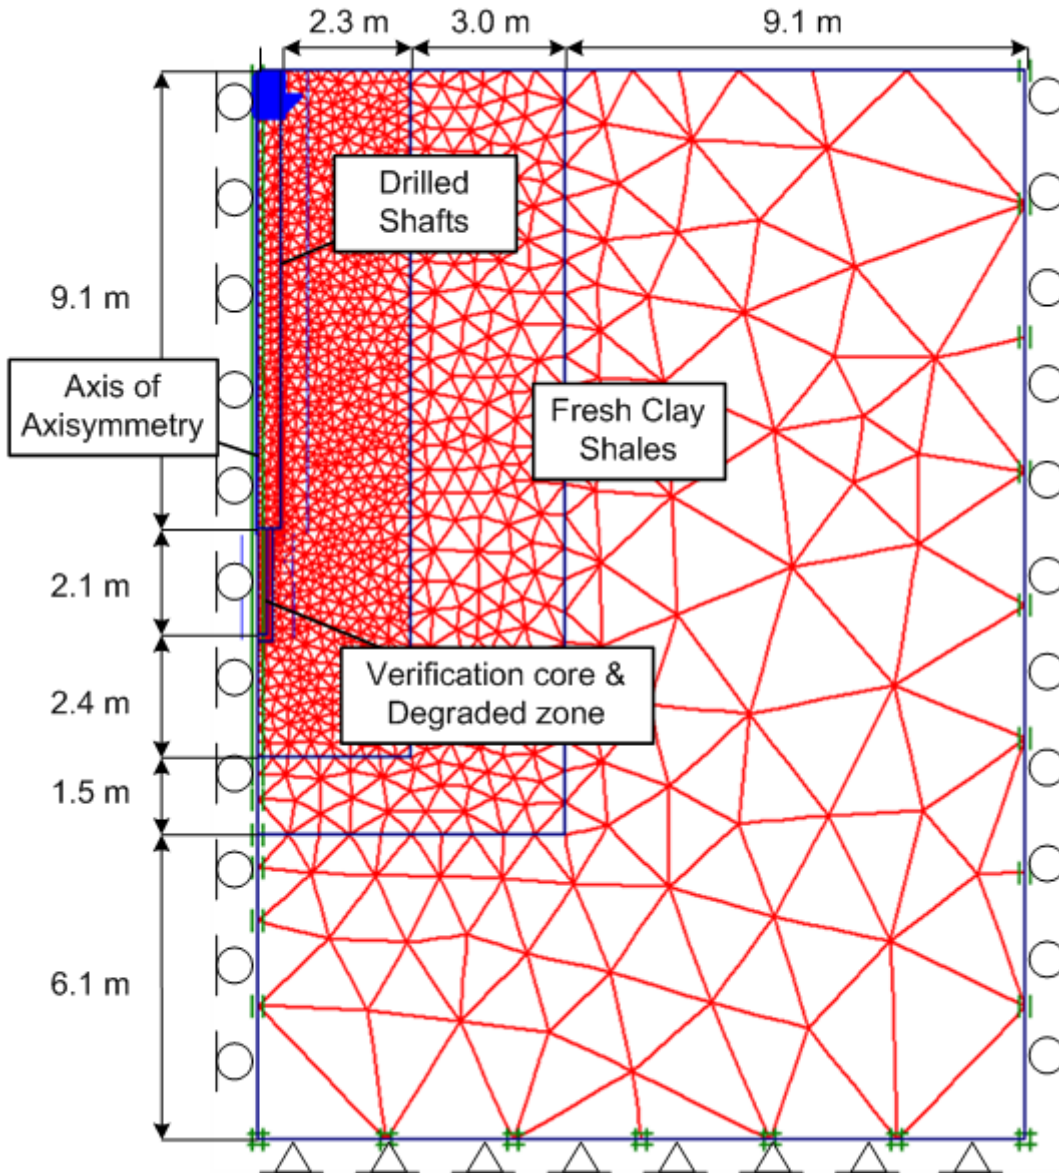 2.3 m
3.0 m
9.1 m
Drilled
Shafts
9.1 m
Axis of
Axisymmetry
Fresh Clay
Shales
2.1 m
Verification core &
Degraded zone
2.4 m
1.5 m
6.1 m